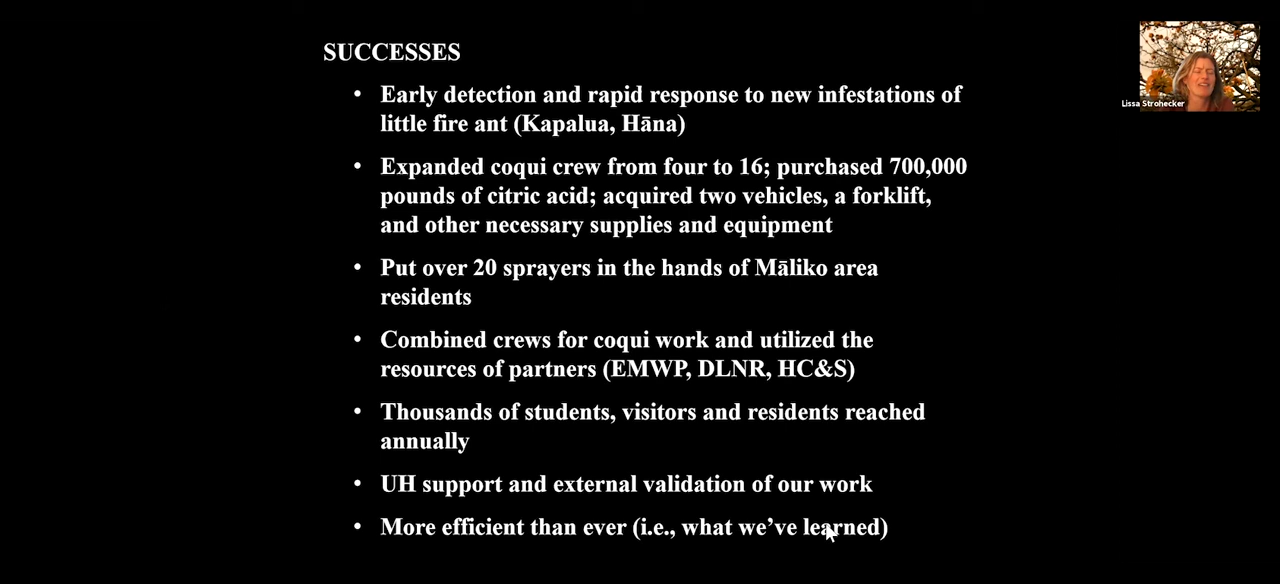 SUCCESSES
• Early detection and rapid response to new infestations of
little fire ant (Kapalua, Hāna)
• Expanded coqui crew from four to 16; purchased 700,000
pounds of citric acid; acquired two vehicles, a forklift,
and other necessary supplies and equipment
• Put over 20 sprayers in the hands of Māliko area
residents
• Combined crews for coqui work and utilized the
resources of partners (EMWP, DLNR, HC&S)
• Thousands of students, visitors and residents reached
annually
• UH support and external validation of our work
• More efficient than ever (i.e., what we’ve learned)
Lissa Strohecker